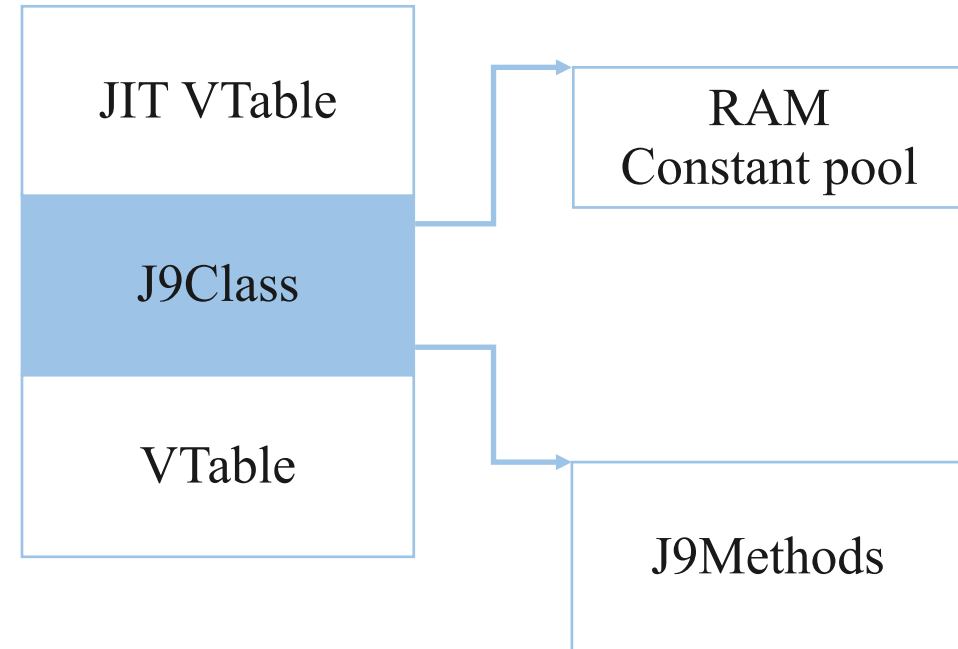 JIT VTable
J9Class
VTable
RAM
Constant pool
J9Methods